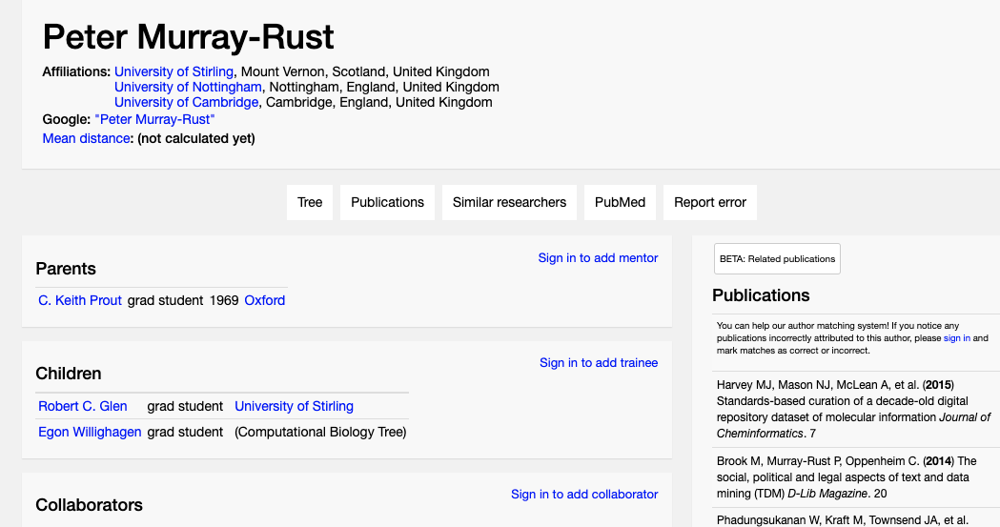 Peter Murray-Rust
Affiliations: University of Stirling, Mount Vernon, Scotland, United Kingdom
University of Nottingham, Nottingham, England, United Kingdom
University of Cambridge, Cambridge, England, United Kingdom
Google: "Peter Murray-Rust"
Mean distance: (not calculated yet)
Tree Publications Similar researchers PubMed Report error
Parents
Sign in to add mentor
C. Keith Prout grad student 1969 Oxford
Children
Sign in to add trainee
Robert C. Glen grad student University of Stirling
Egon Willighagen grad student (Computational Biology Tree)
Collaborators
Sign in to add collaborator
BETA: Related publications
Publications
You can help our author matching system! If you notice any
publications incorrectly attributed to this author, please sign in and
mark matches as correct or incorrect.
Harvey MJ, Mason NJ, McLean A, et al. (2015)
Standards-based curation of a decade-old digital
repository dataset of molecular information Journal of
Cheminformatics. 7
Brook M, Murray-Rust P, Oppenheim C. (2014) The
social, political and legal aspects of text and data
mining (TDM) D-Lib Magazine. 20
Phadungsukanan W, Kraft M, Townsend JA, et al.